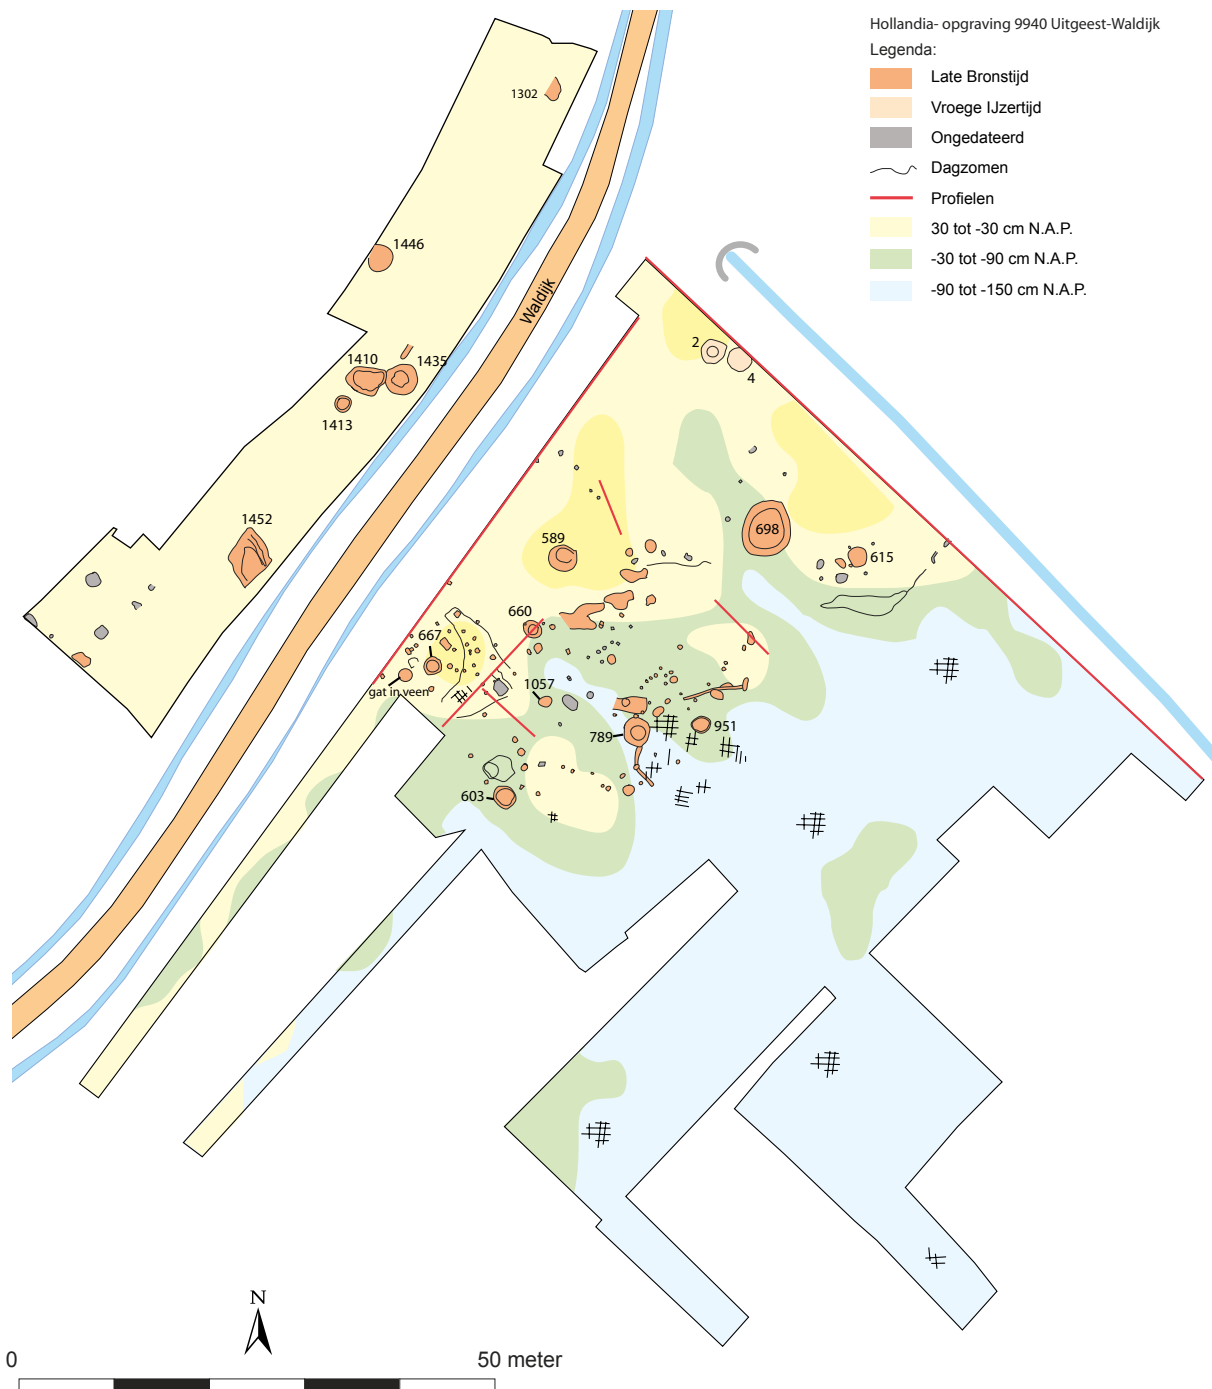 Hollandia- opgraving 9940 Uitgeest-Waldijk
Legenda:
Late Bronstijd
Vroege IJzertijd
Ongedateerd
Dagzomen
Profielen
30 tot -30 cm N.A.P.
-30 tot -90 cm N.A.P.
-90 tot -150 cm N.A.P.
1302
1446
Waldijk
1410
1435
1413
2
4
1452
589
698
615
660
667
gat in veen
1057
789
951
603
N
0
50 meter